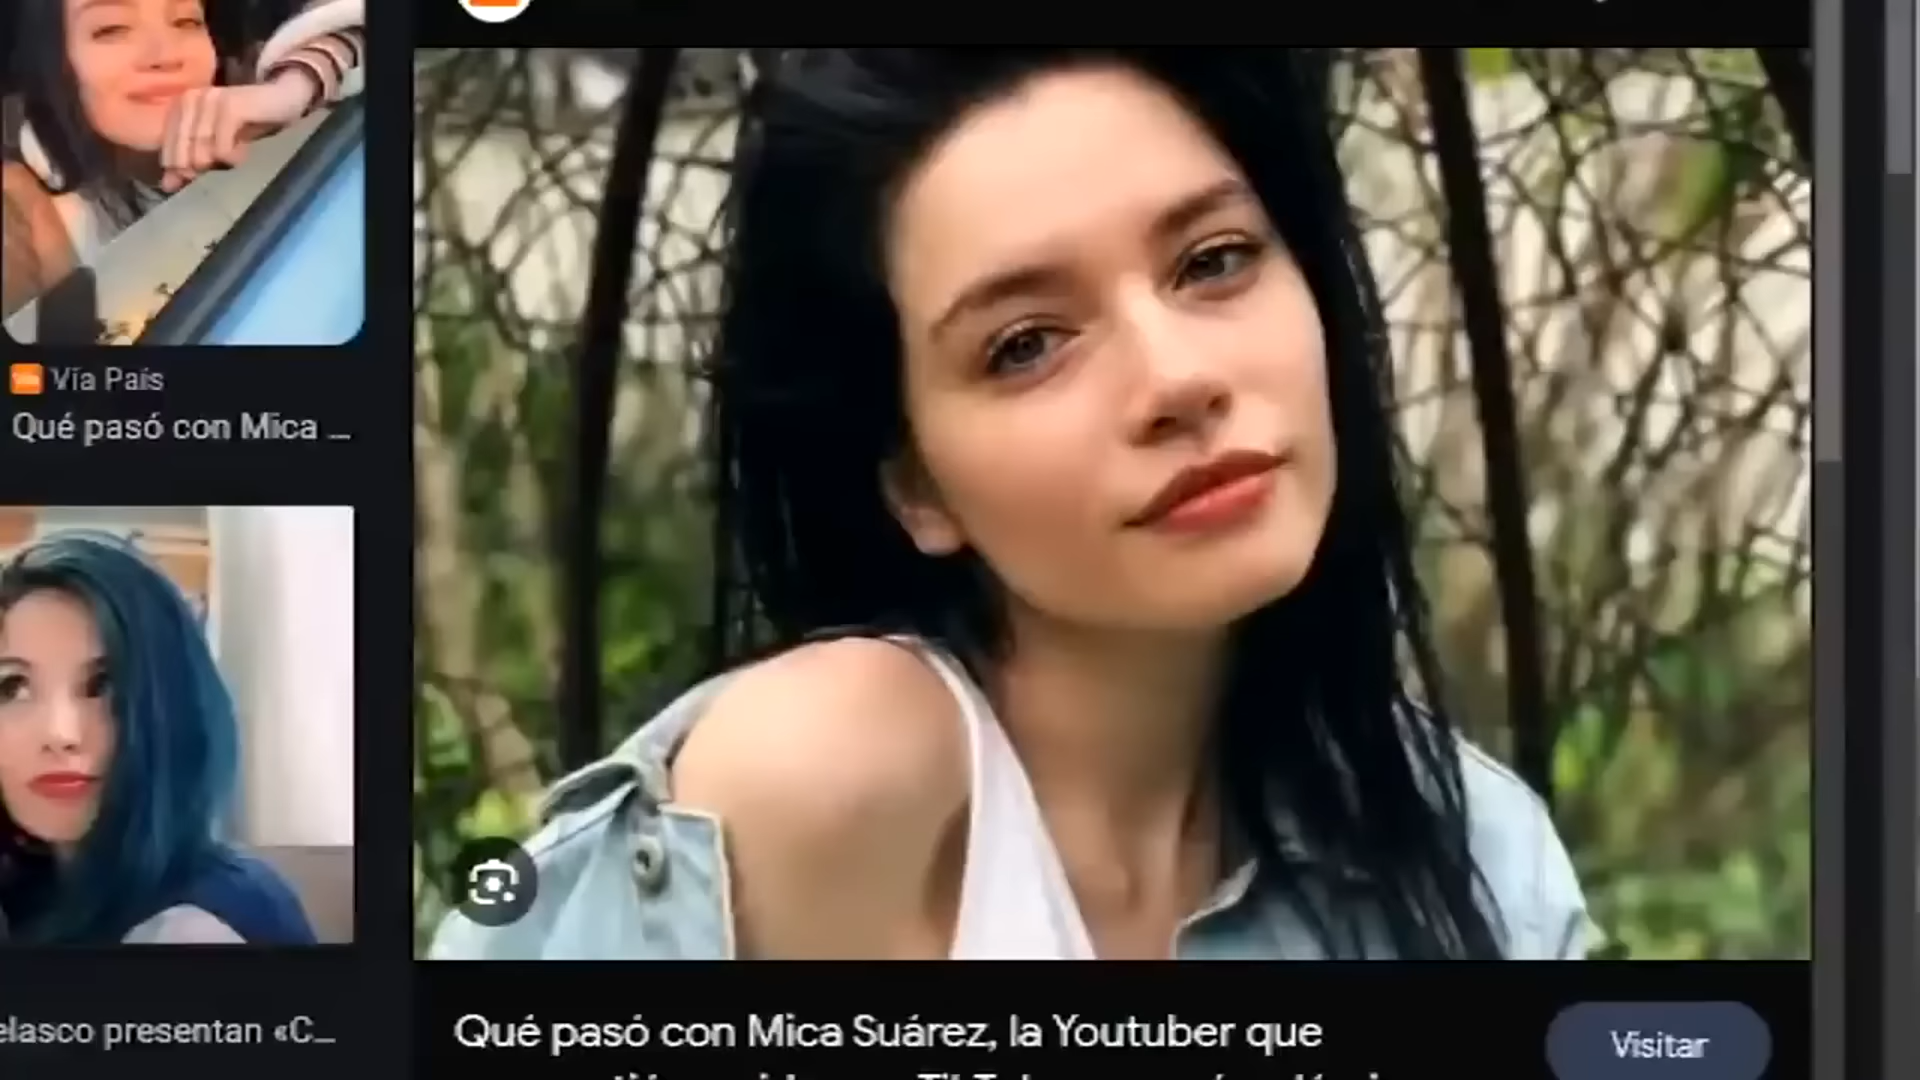 Vía País
Qué pasó con Mica ...
elasco presentan «C...
Qué pasó con Mica Suárez, la Youtuber que
Visitar